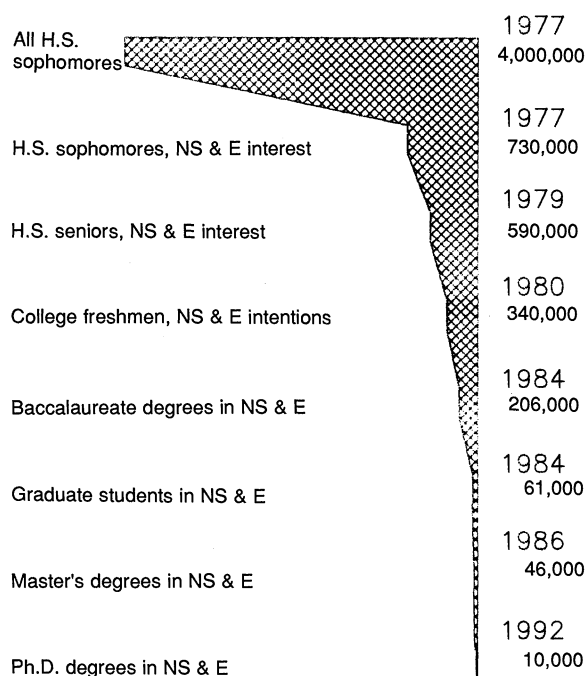 1977
All H.S.
sophomores
4,000,000
1977
H.S. sophomores, NS & E interest
730,000
1979
H.S. seniors, NS & E interest
590,000
1980
College freshmen, NS & E intentions
340,000
1984
Baccalaureate degrees in NS & E
206,000
1984
Graduate students in NS & E
61,000
1986
Master's degrees in NS & E
46,000
1992
Ph.D. degrees in NS & E
10,000